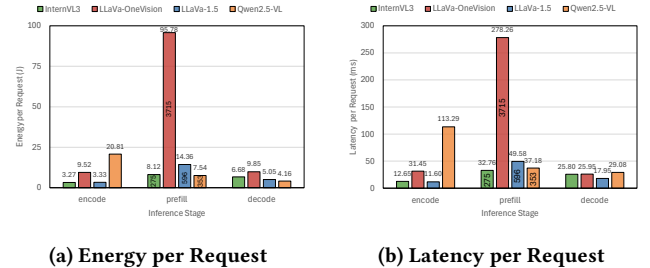 InternVL3 LLaVa-OneVision LLaVa-1.5 Qwen2.5-VL
Energy per Request (J)
100
75
50
25
0
3.27 9.52 3.33 20.81
8.12 95.78 14.36 7.54
275 3715 596 353
6.68 9.85 5.05 4.16
encode prefill decode
Inference Stage
(a) Energy per Request
InternVL3 LLaVa-OneVision LLaVa-1.5 Qwen2.5-VL
Latency per Request (ms)
300
250
200
150
100
50
0
12.65 31.45 11.60 113.29
32.76 278.26 49.58 37.18
275 3715 596 353
25.80 25.95 17.95 29.08
encode prefill decode
Inference Stage
(b) Latency per Request